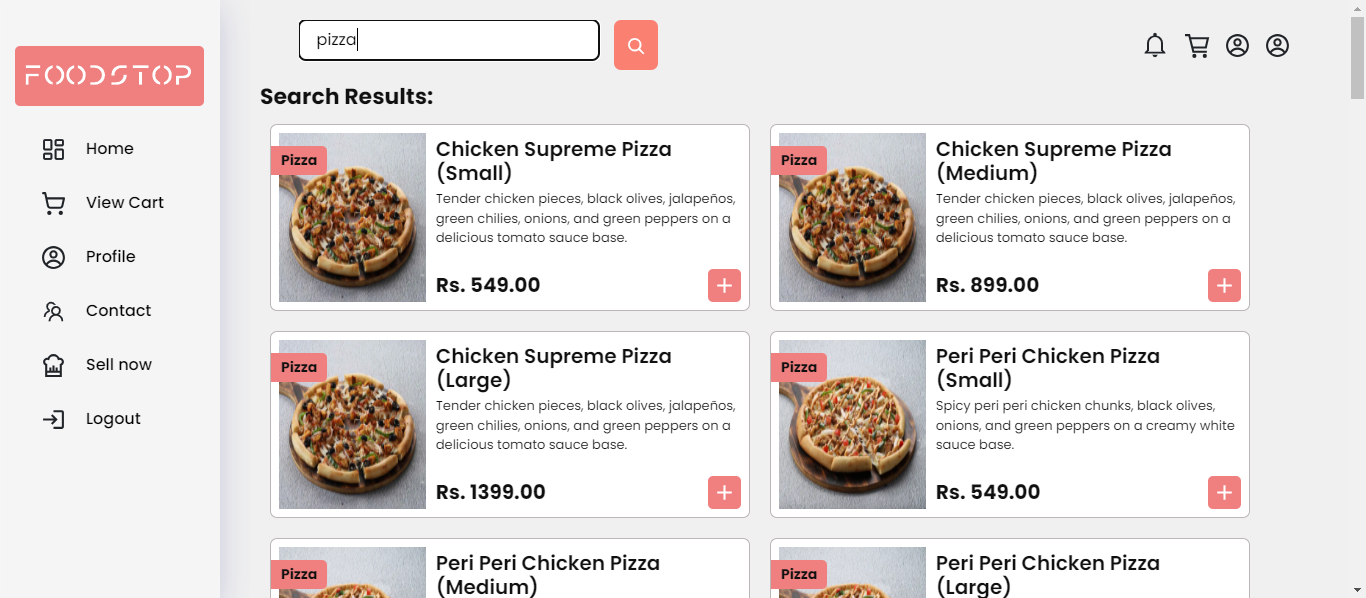 pizza
FOODSTOP
Home
View Cart
Profile
Contact
Sell now
Logout
Search Results:
Pizza
Chicken Supreme Pizza
(Small)
Tender chicken pieces, black olives, jalapeños,
green chilies, onions, and green peppers on a
delicious tomato sauce base.
Rs. 549.00
Pizza
Chicken Supreme Pizza
(Medium)
Tender chicken pieces, black olives, jalapeños,
green chilies, onions, and green peppers on a
delicious tomato sauce base.
Rs. 899.00
Pizza
Chicken Supreme Pizza
(Large)
Tender chicken pieces, black olives, jalapeños,
green chilies, onions, and green peppers on a
delicious tomato sauce base.
Rs. 1399.00
Pizza
Peri Peri Chicken Pizza
(Small)
Spicy peri peri chicken chunks, black olives,
onions, and green peppers on a creamy white
sauce base.
Rs. 549.00
Pizza
Peri Peri Chicken Pizza
(Medium)
Pizza
Peri Peri Chicken Pizza
(Large)